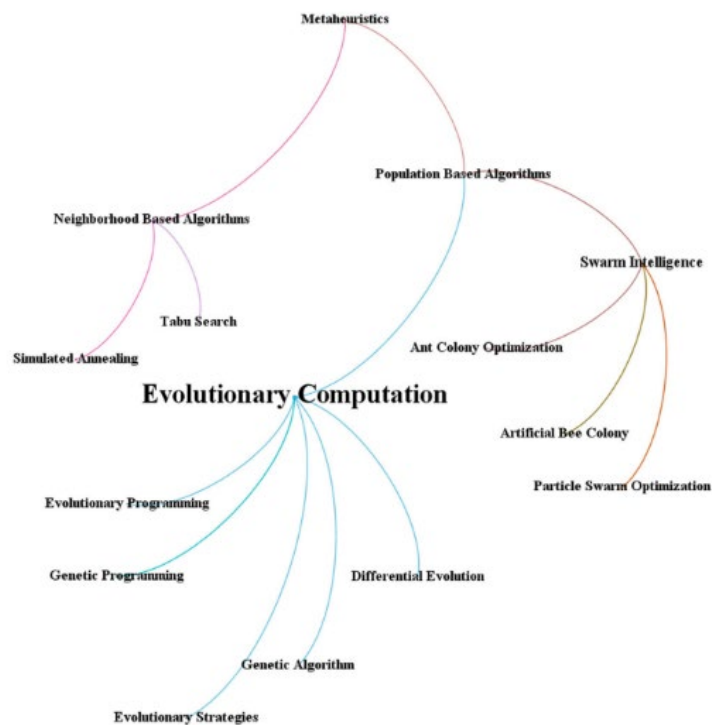 Metaheuristics
Population Based Algorithms
Neighborhood Based Algorithms
Swarm Intelligence
Tabu Search
Ant Colony Optimization
Simulated Annealing
Evolutionary Computation
Artificial Bee Colony
Particle Swarm Optimization
Evolutionary Programming
Genetic Programming
Differential Evolution
Genetic Algorithm
Evolutionary Strategies